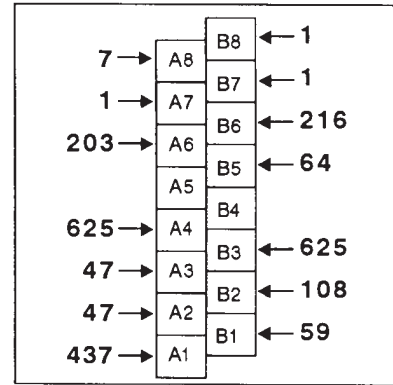 B8 ← 1
7 → A8
B7 ← 1
1 → A7
B6 ← 216
203 → A6
B5 ← 64
A5
B4
625 → A4
B3 ← 625
47 → A3
B2 ← 108
47 → A2
B1 ← 59
437 → A1